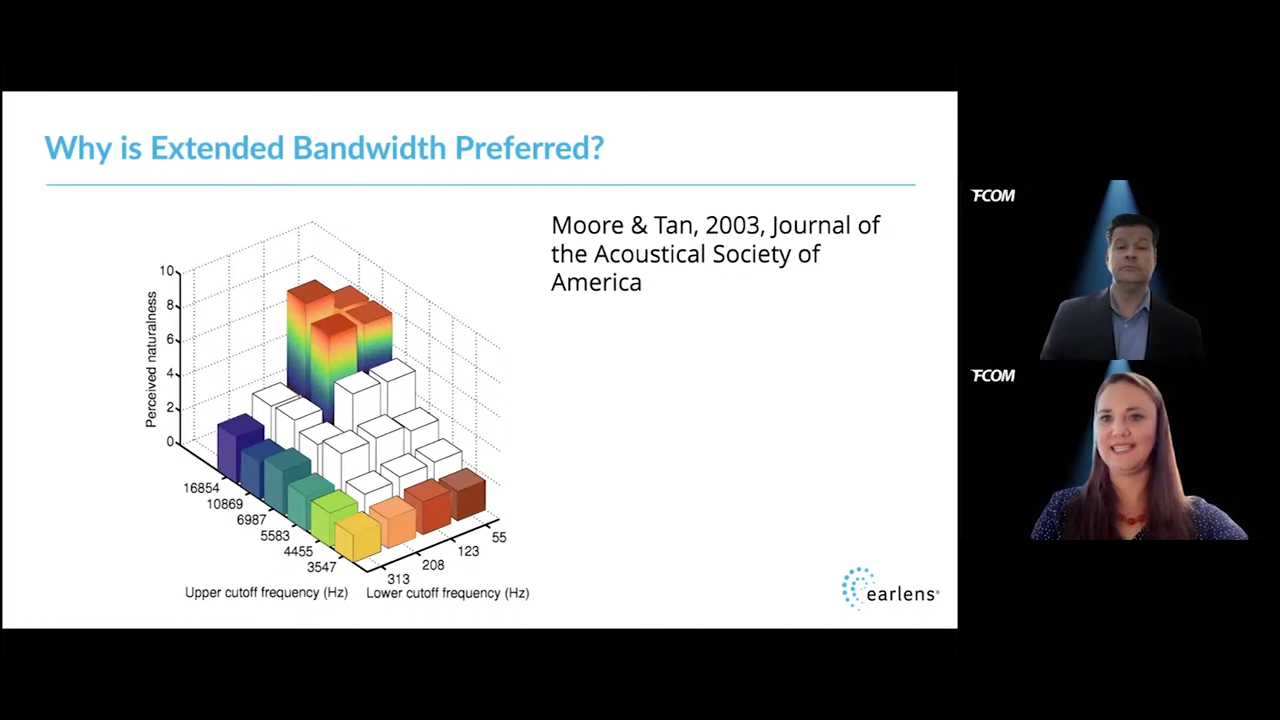 Why is Extended Bandwidth Preferred?
Moore & Tan, 2003, Journal of
the Acoustical Society of
America
Perceived naturalness
10
8
6
4
2
0
16854
10869
6987
5583
4455
3547
Upper cutoff frequency (Hz)
313
208
123
55
Lower cutoff frequency (Hz)
earlens®
FCOM
FCOM